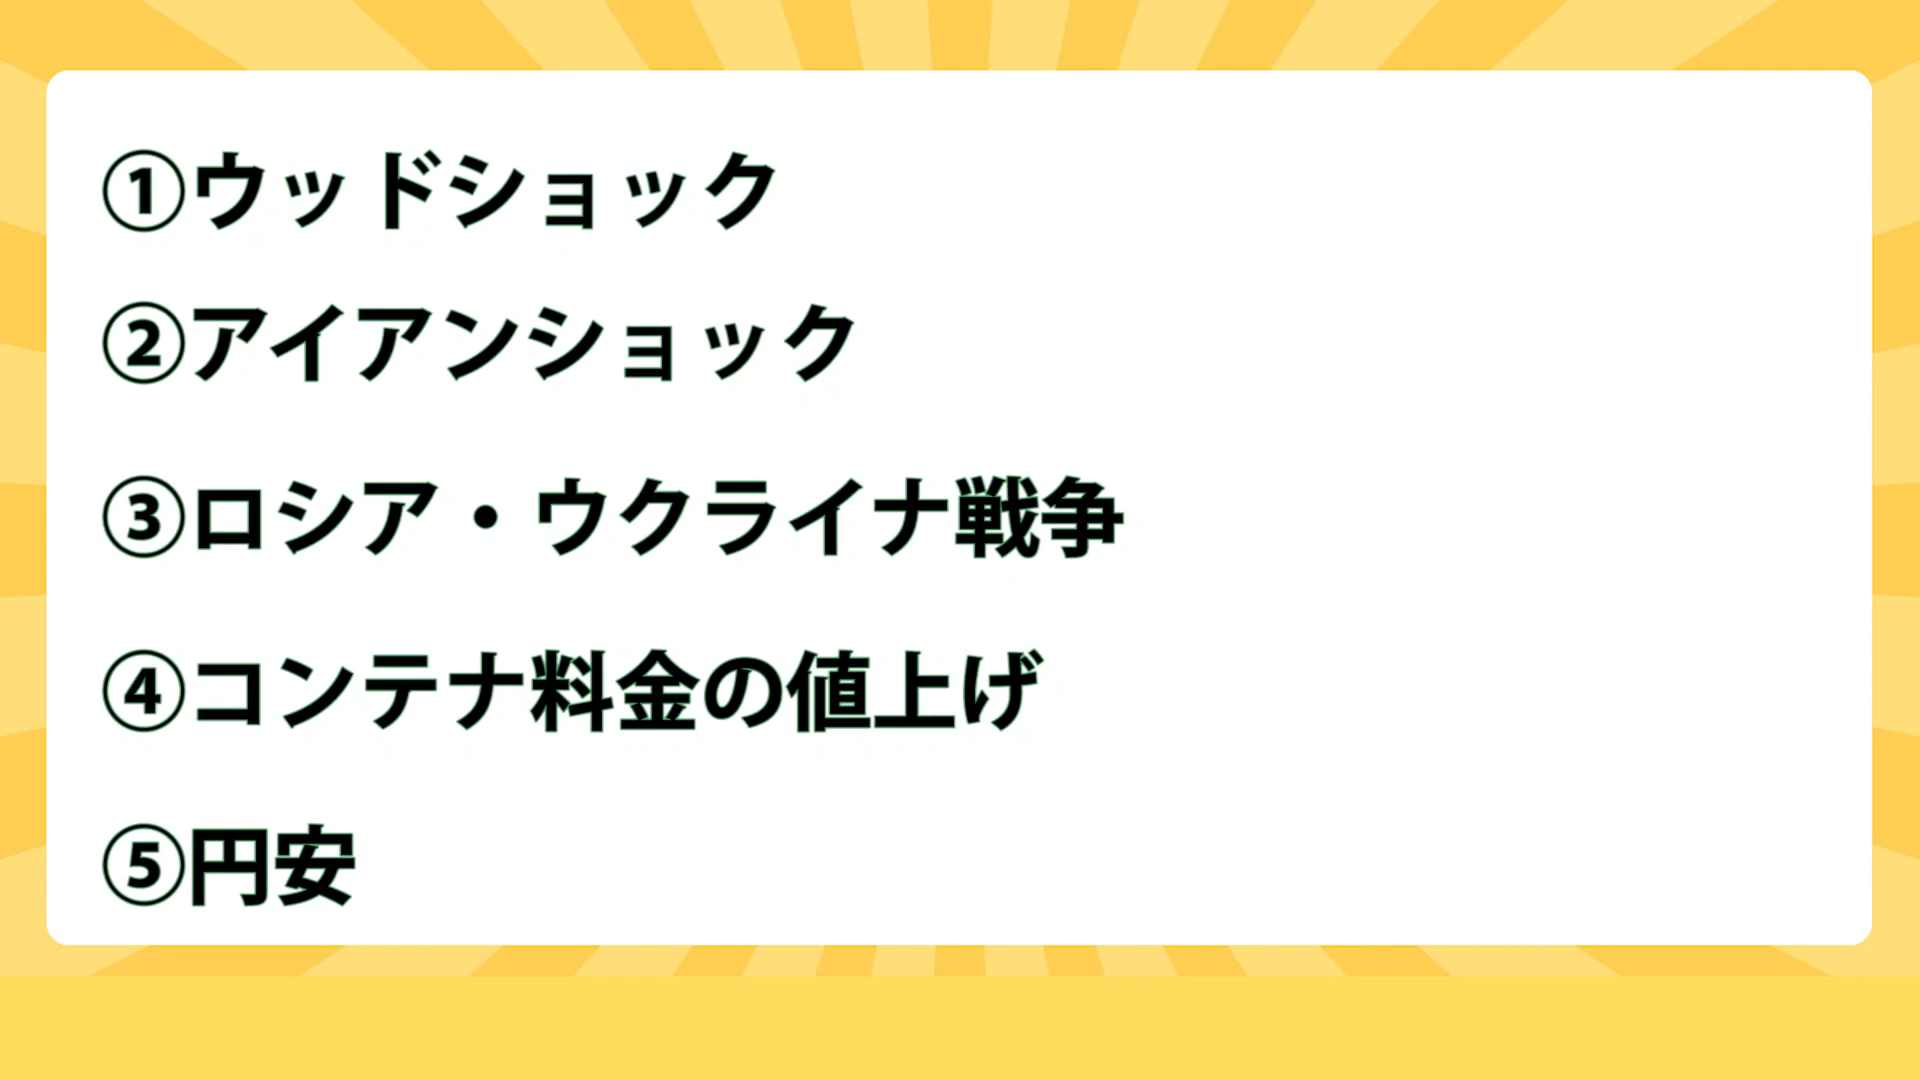 ①ウッドショック
②アイアンショック
③ロシア・ウクライナ戦争
④コンテナ料金の値上げ
⑤円安